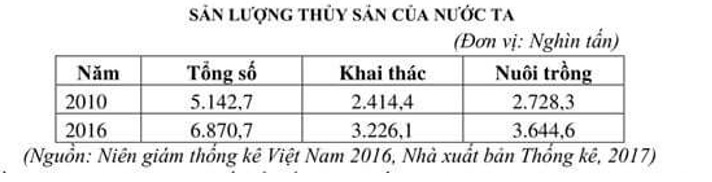 SẢN LƯỢNG THỦY SẢN CỦA NƯỚC TA
(Đơn vị: Nghìn tấn)
Năm Tổng số Khai thác Nuôi trồng
2010 5.142,7 2.414,4 2.728,3
2016 6.870,7 3.226,1 3.644,6
(Nguồn: Niên giám thống kê Việt Nam 2016, Nhà xuất bản Thống kê, 2017)